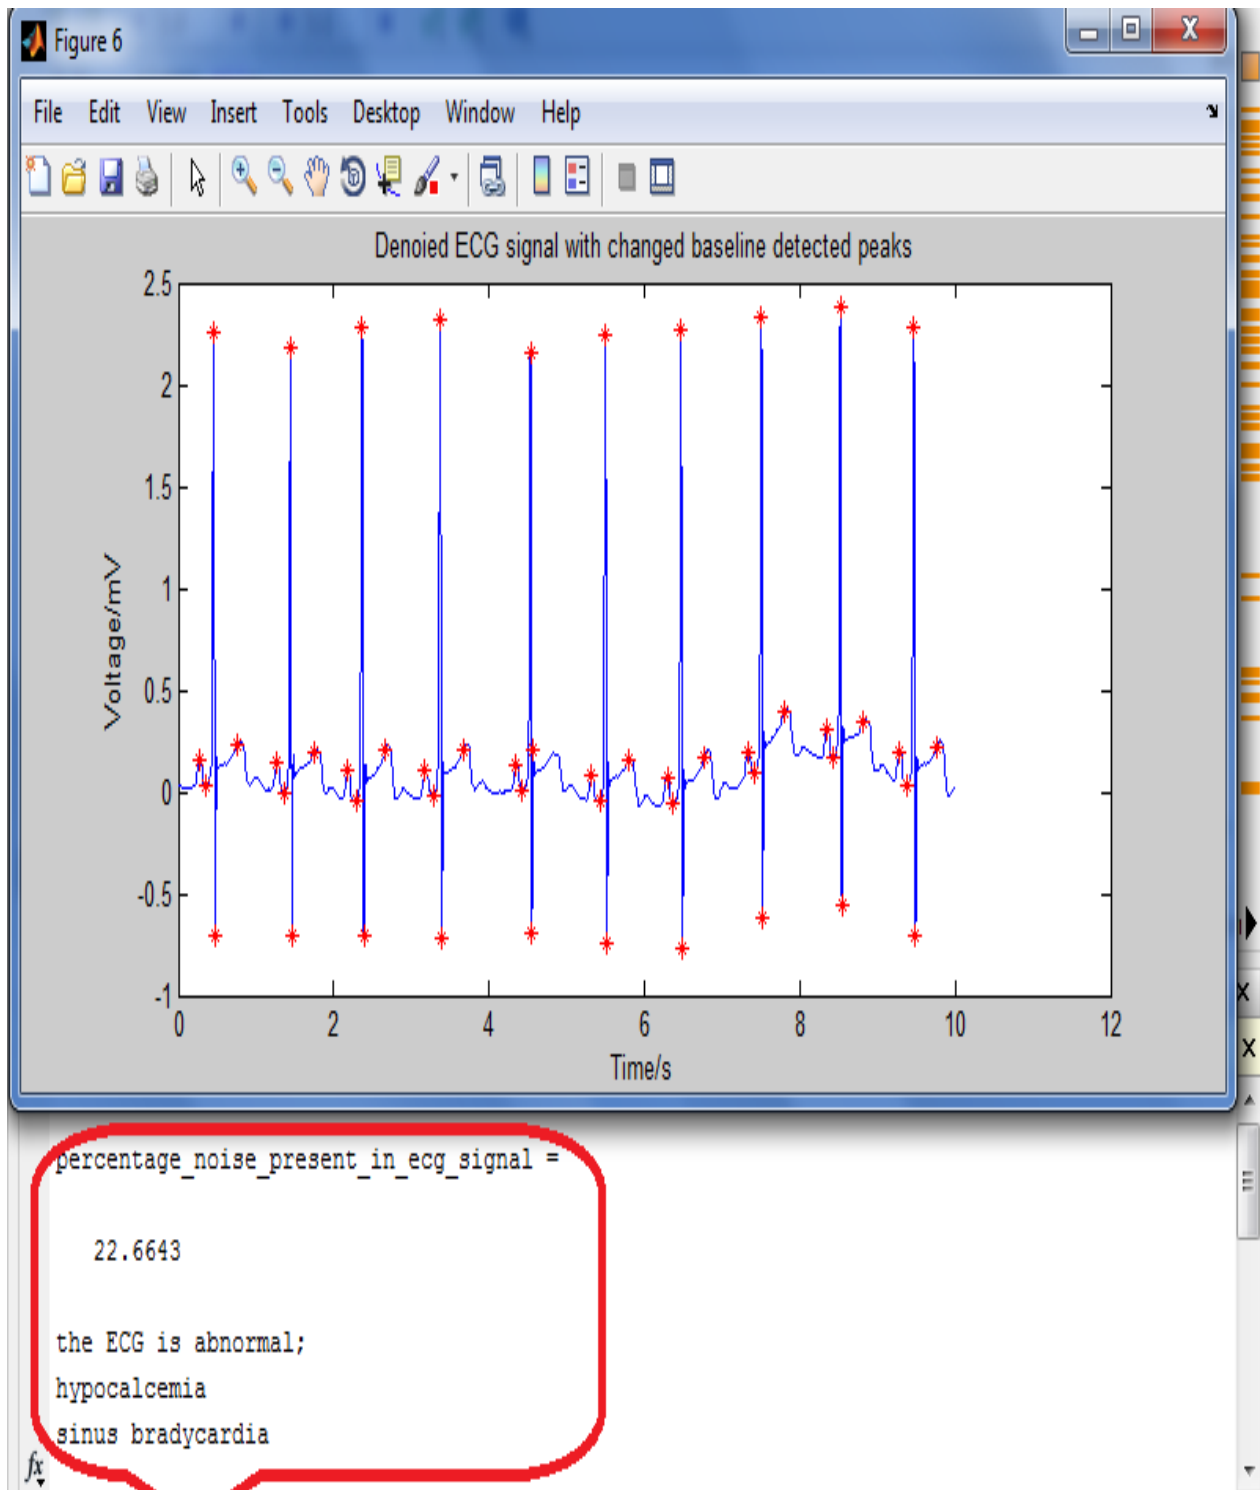 Figure 6
File Edit View Insert Tools Desktop Window Help
Denoied ECG signal with changed baseline detected peaks
2.5
2
1.5
1
0.5
0
-0.5
-1
Voltage/mV
0 2 4 6 8 10 12
Time/s
percentage_noise_present_in_ecg_signal =
22.6643
the ECG is abnormal;
hypocalcemia
sinus bradycardia
fx